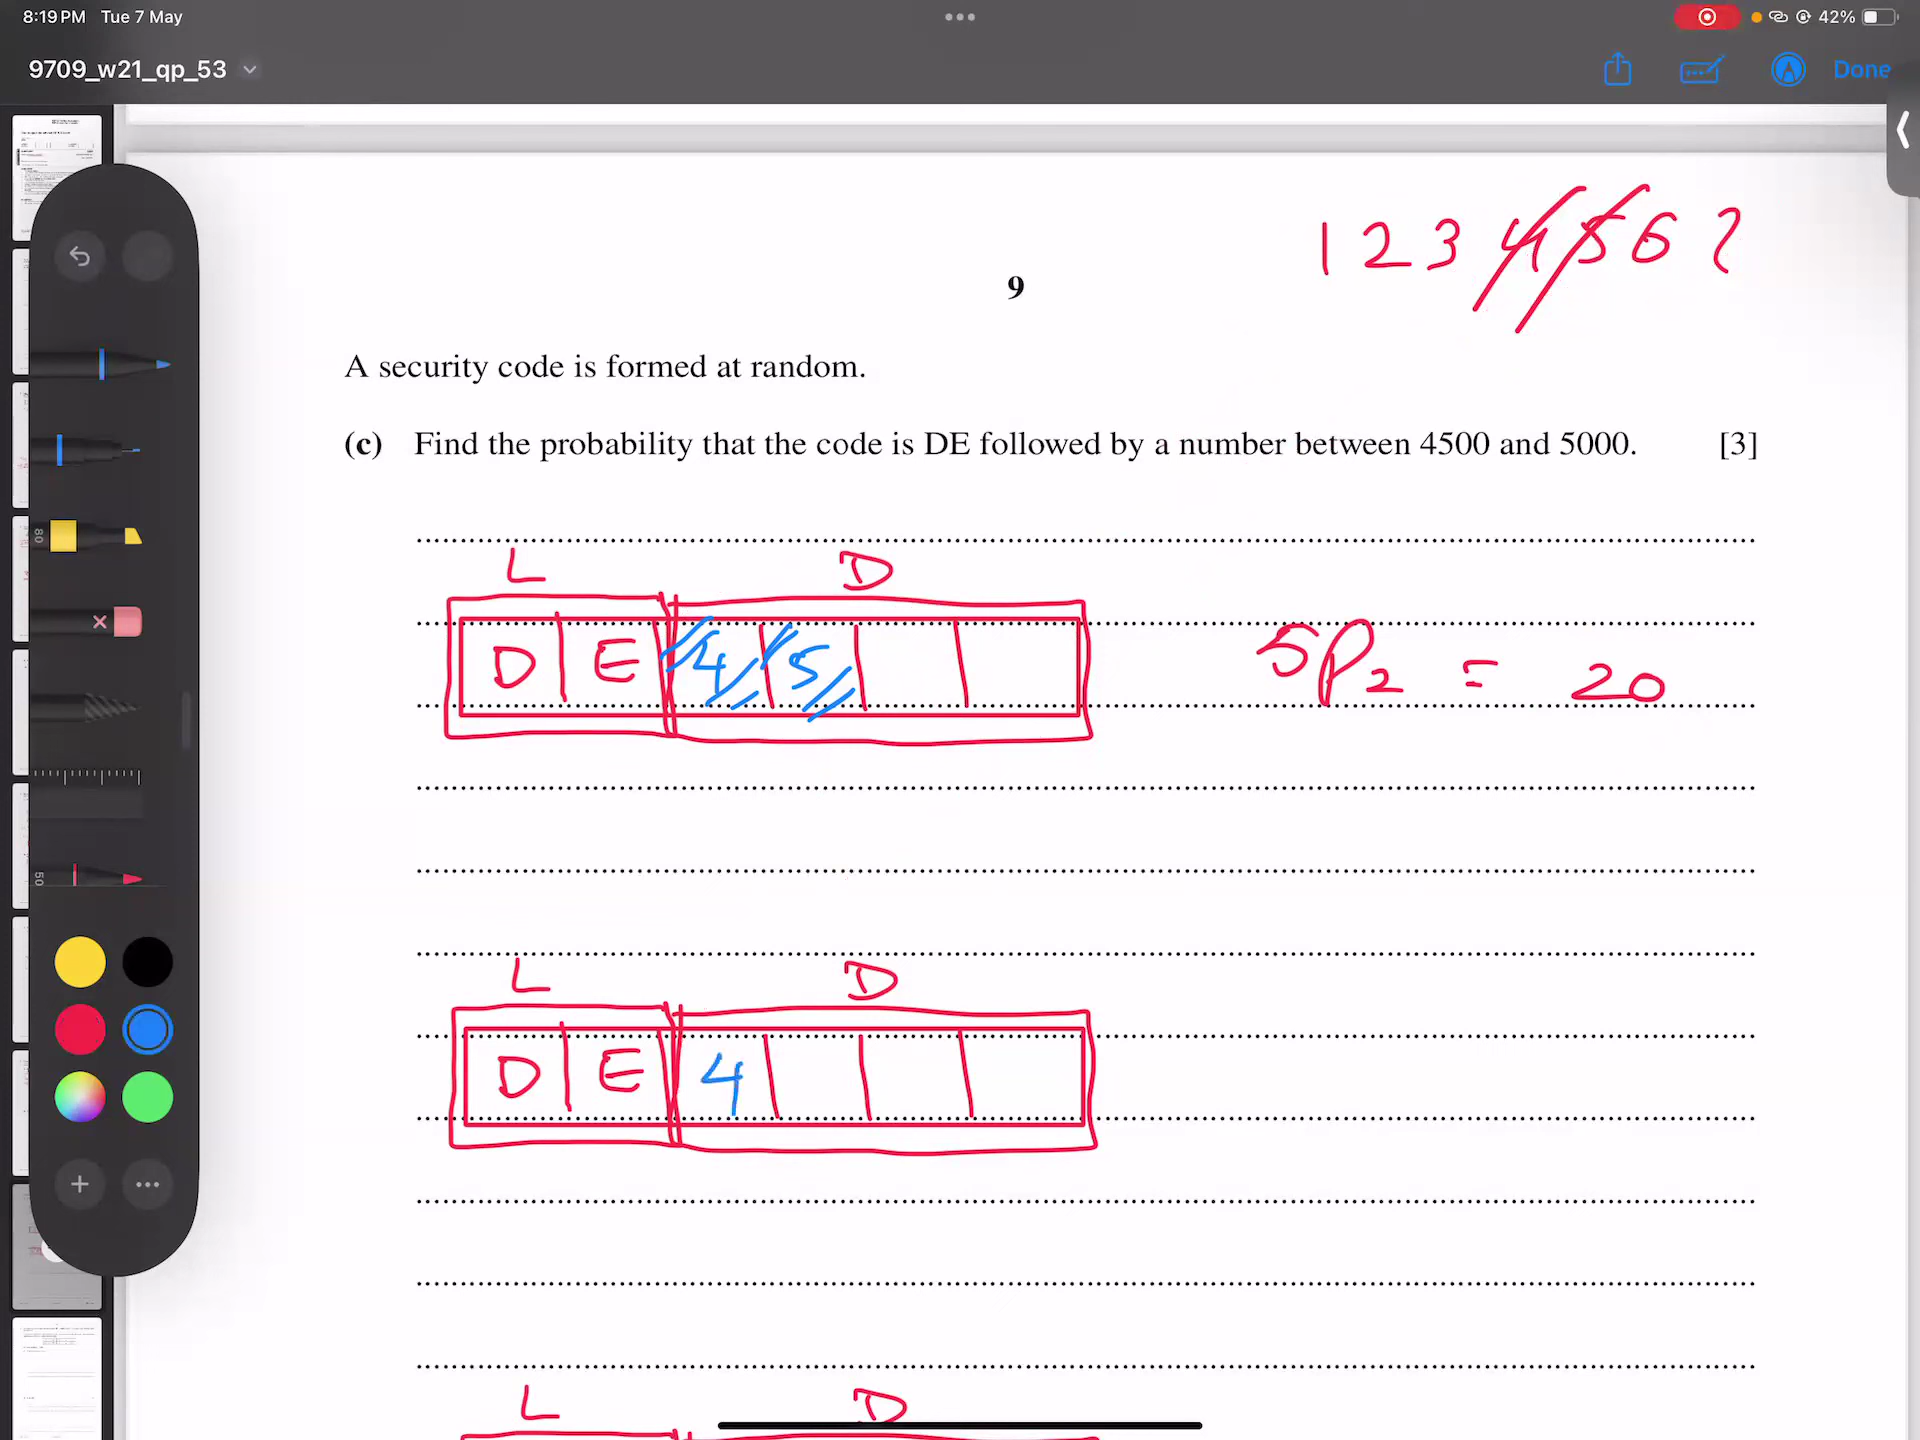 8:19 PM Tue 7 May
42%
9709_w21_qp_53
Done
1 2 3 4 5 6 7
9
A security code is formed at random.
(c) Find the probability that the code is DE followed by a number between 4500 and 5000. [3]
L D
D E 4 5
5P2 = 20
L D
D E 4
L D
80
50